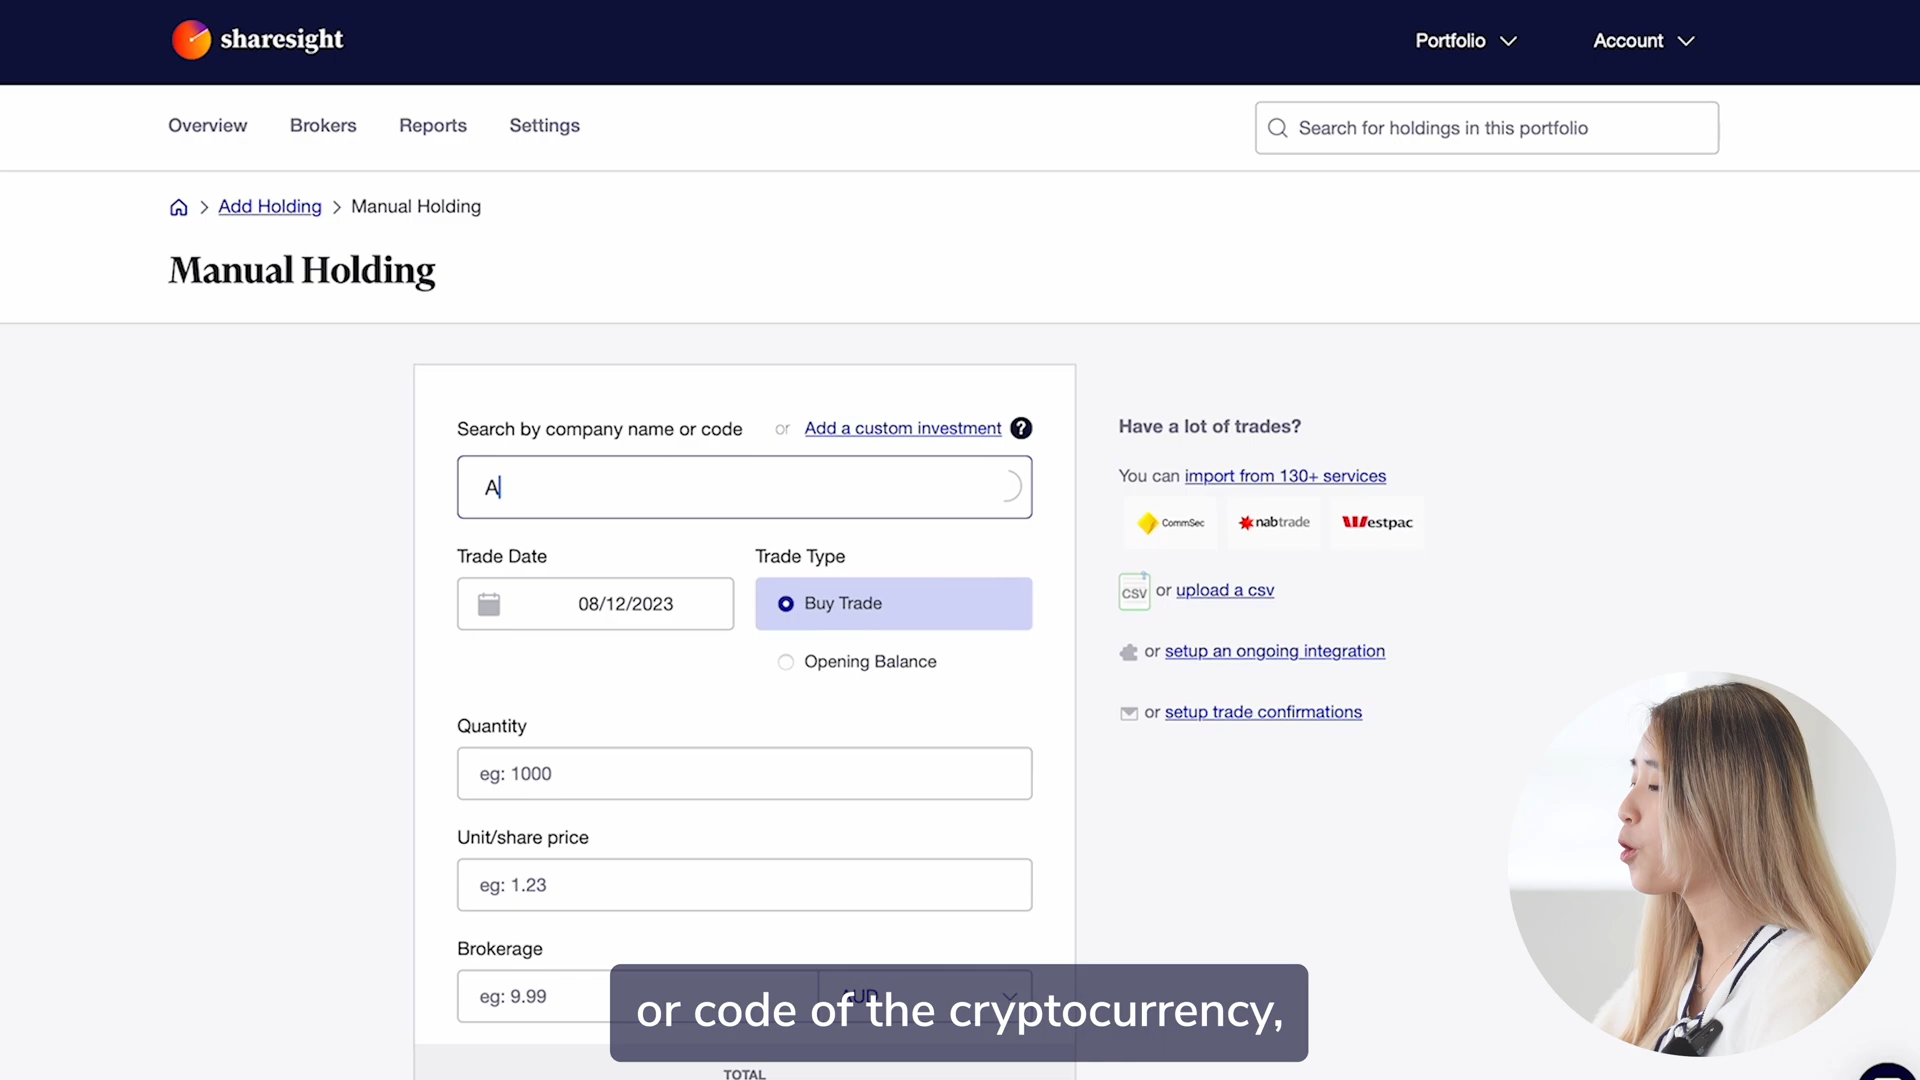 sharesight
Portfolio
Account
Overview
Brokers
Reports
Settings
Search for holdings in this portfolio
Add Holding
Manual Holding
Manual Holding
Search by company name or code
or
Add a custom investment
?
A
Trade Date
Trade Type
08/12/2023
Buy Trade
Opening Balance
Quantity
eg: 1000
Unit/share price
eg: 1.23
Brokerage
eg: 9.99
AUD
TOTAL
Have a lot of trades?
You can import from 130+ services
CommSec
nabtrade
Westpac
CSV or upload a csv
or setup an ongoing integration
or setup trade confirmations
or code of the cryptocurrency,